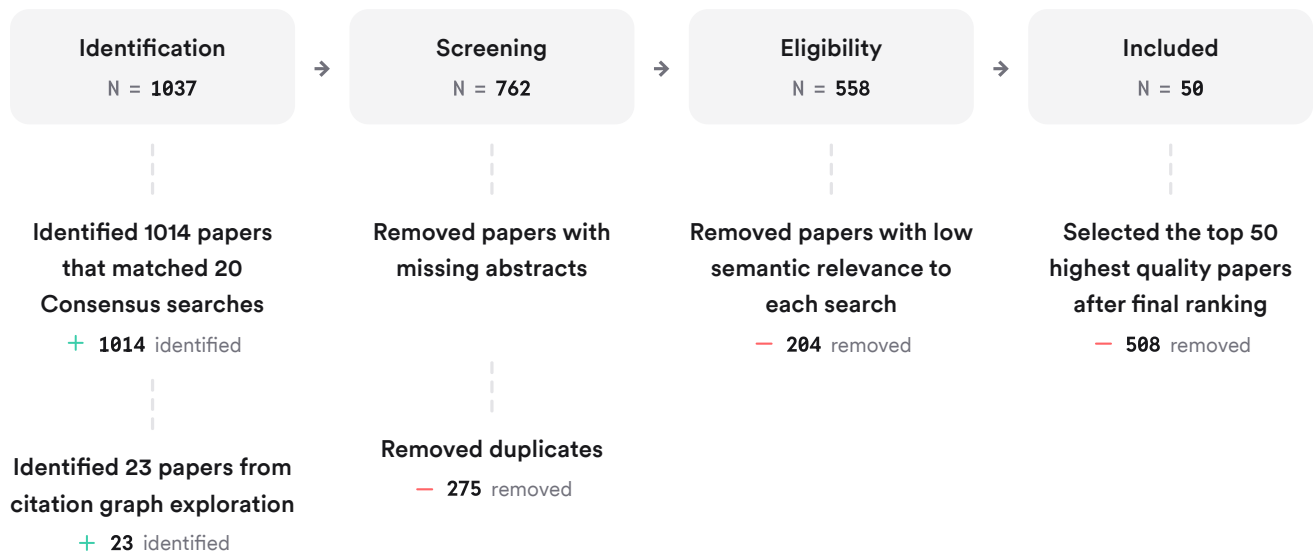 Identification
N = 1037
Screening
N = 762
Eligibility
N = 558
Included
N = 50
Identified 1014 papers
that matched 20
Consensus searches
+ 1014 identified
Identified 23 papers from
citation graph exploration
+ 23 identified
Removed papers with
missing abstracts
Removed duplicates
− 275 removed
Removed papers with low
semantic relevance to
each search
− 204 removed
Selected the top 50
highest quality papers
after final ranking
− 508 removed